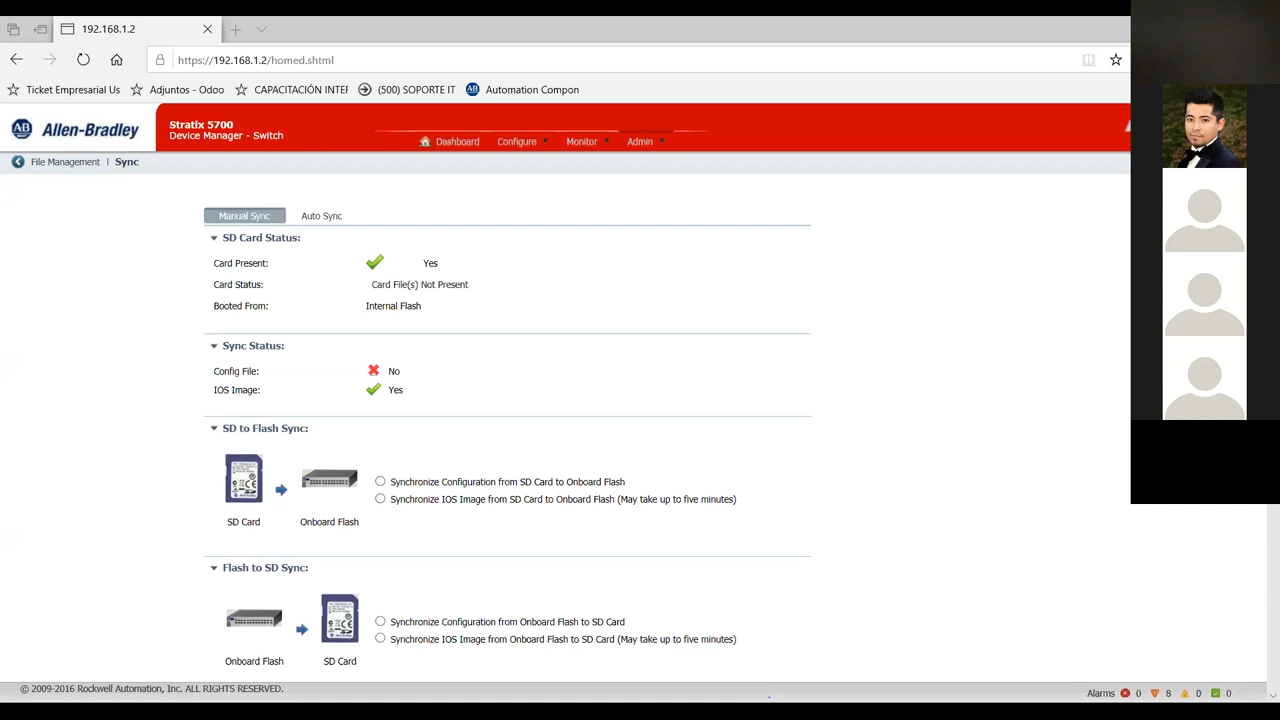 192.168.1.2
https://192.168.1.2/homed.shtml
Ticket Empresarial Us Adjuntos - Odoo CAPACITACIÓN INTEF (500) SOPORTE IT Automation Compon
AB Allen-Bradley
Stratix 5700
Device Manager - Switch
Dashboard Configure Monitor Admin
File Management | Sync
Manual Sync Auto Sync
SD Card Status:
Card Present: Yes
Card Status: Card File(s) Not Present
Booted From: Internal Flash
Sync Status:
Config File: No
IOS Image: Yes
SD to Flash Sync:
Synchronize Configuration from SD Card to Onboard Flash
Synchronize IOS Image from SD Card to Onboard Flash (May take up to five minutes)
SD Card Onboard Flash
Flash to SD Sync:
Synchronize Configuration from Onboard Flash to SD Card
Synchronize IOS Image from Onboard Flash to SD Card (May take up to five minutes)
Onboard Flash SD Card
© 2009-2016 Rockwell Automation, Inc. ALL RIGHTS RESERVED.
Alarms 0 8 0 0